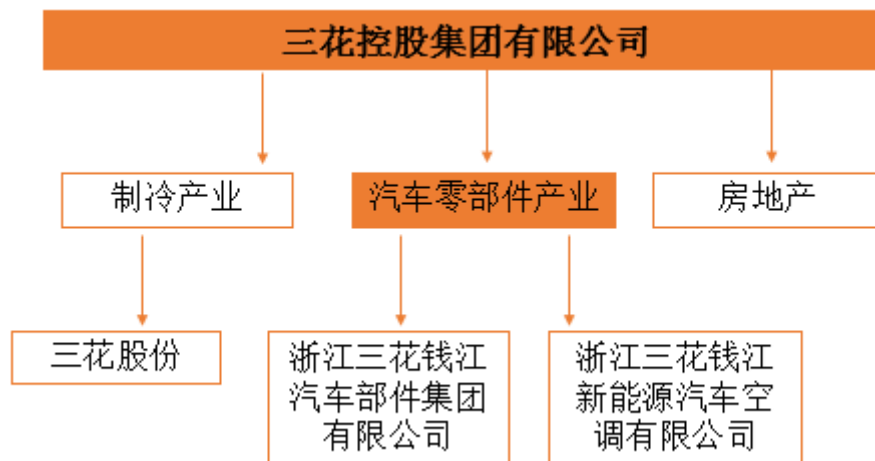 三花控股集团有限公司
制冷产业
汽车零部件产业
房地产
三花股份
浙江三花钱江
汽车部件集团
有限公司
浙江三花钱江
新能源汽车空
调有限公司